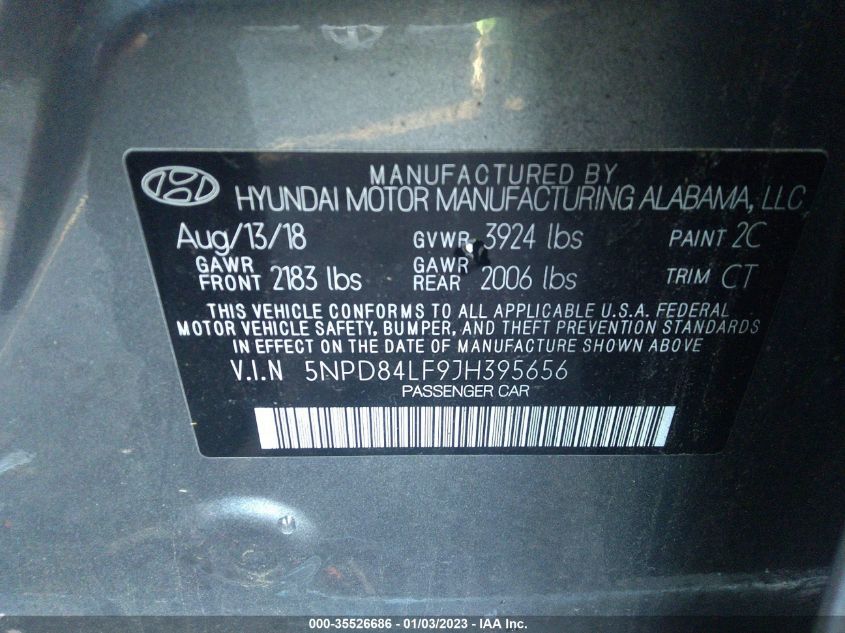 MANUFACTURED BY
HYUNDAI MOTOR MANUFACTURING ALABAMA, LLC
Aug/13/18 GVWR 3924 lbs PAINT 2C
GAWR FRONT 2183 lbs GAWR REAR 2006 lbs TRIM CT
THIS VEHICLE CONFORMS TO ALL APPLICABLE U.S.A. FEDERAL
MOTOR VEHICLE SAFETY, BUMPER, AND THEFT PREVENTION STANDARDS
IN EFFECT ON THE DATE OF MANUFACTURE SHOWN ABOVE
V.I.N 5NPD84LF9JH395656
PASSENGER CAR
000-35526686 - 01/03/2023 - IAA Inc.